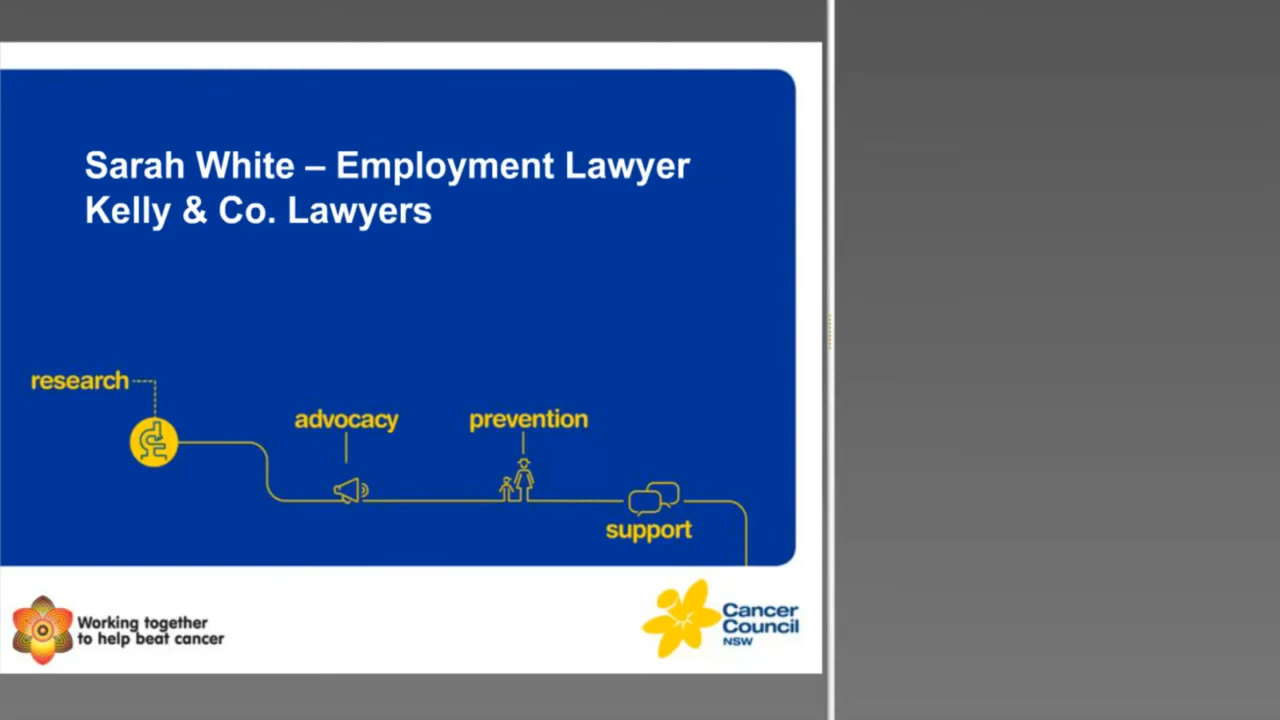 Sarah White – Employment Lawyer
Kelly & Co. Lawyers
research
advocacy
prevention
support
Working together
to help beat cancer
Cancer
Council
NSW